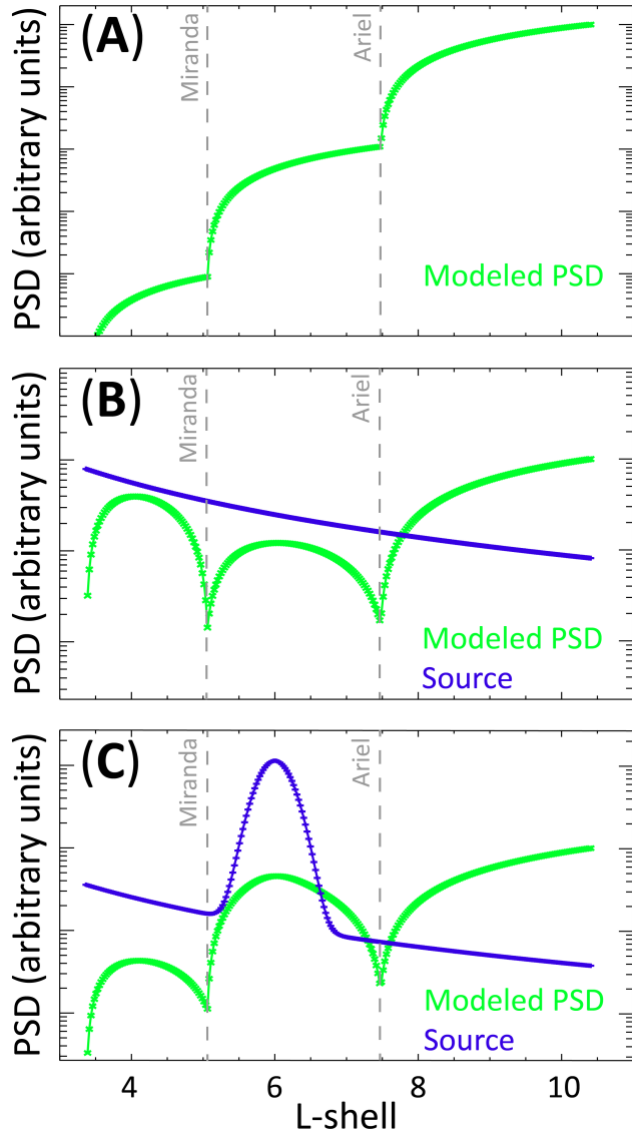 (A)
Miranda
Ariel
PSD (arbitrary units)
Modeled PSD
(B)
Miranda
Ariel
PSD (arbitrary units)
Modeled PSD
Source
(C)
Miranda
Ariel
PSD (arbitrary units)
Modeled PSD
Source
4 6 8 10
L-shell